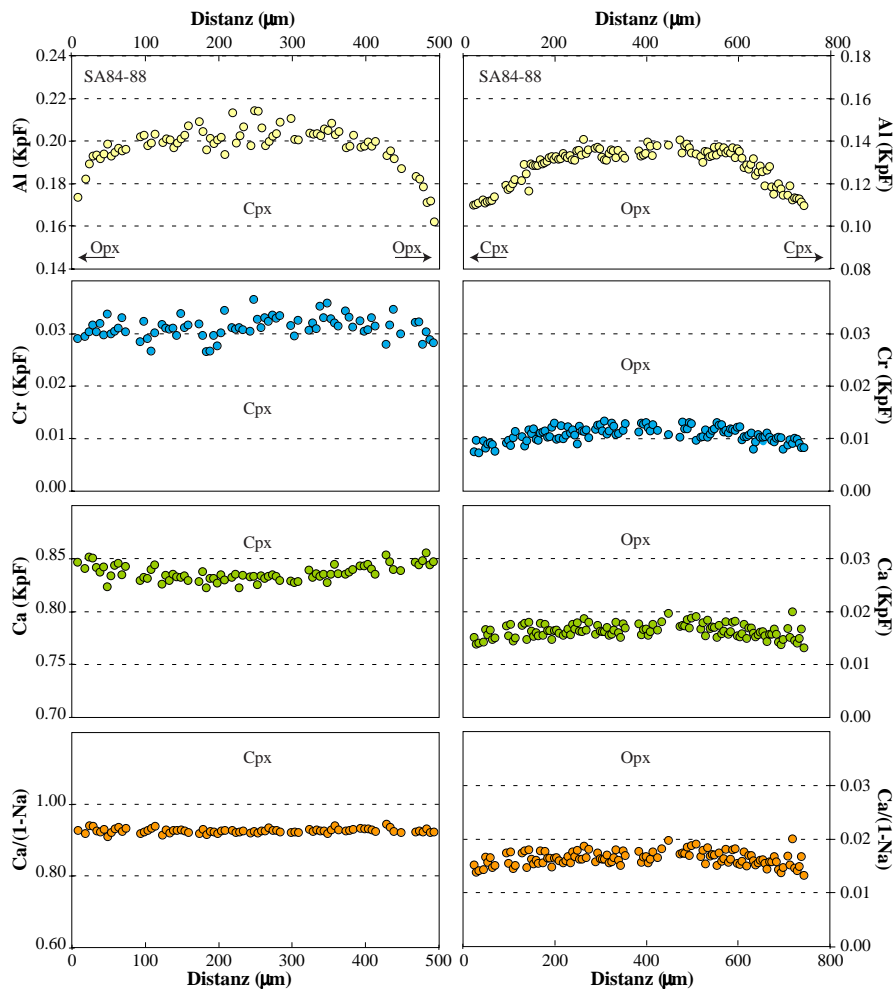 Distanz (µm)
0 100 200 300 400 500
Distanz (µm)
0 200 400 600 800
SA84-88
0.24
0.22
0.20
0.18
0.16
0.14
Al (KpF)
Cpx
Opx
Opx
SA84-88
0.18
0.16
0.14
0.12
0.10
0.08
Al (KpF)
Opx
Cpx
Cpx
0.03
0.02
0.01
0.00
Cr (KpF)
Cpx
Opx
0.03
0.02
0.01
0.00
Cr (KpF)
0.85
0.80
0.75
0.70
Ca (KpF)
Cpx
Opx
0.03
0.02
0.01
0.00
Ca (KpF)
1.00
0.92
0.80
0.60
Ca/(1-Na)
Cpx
Opx
0.03
0.02
0.01
0.00
Ca/(1-Na)
0 100 200 300 400 500
Distanz (µm)
0 200 400 600 800
Distanz (µm)